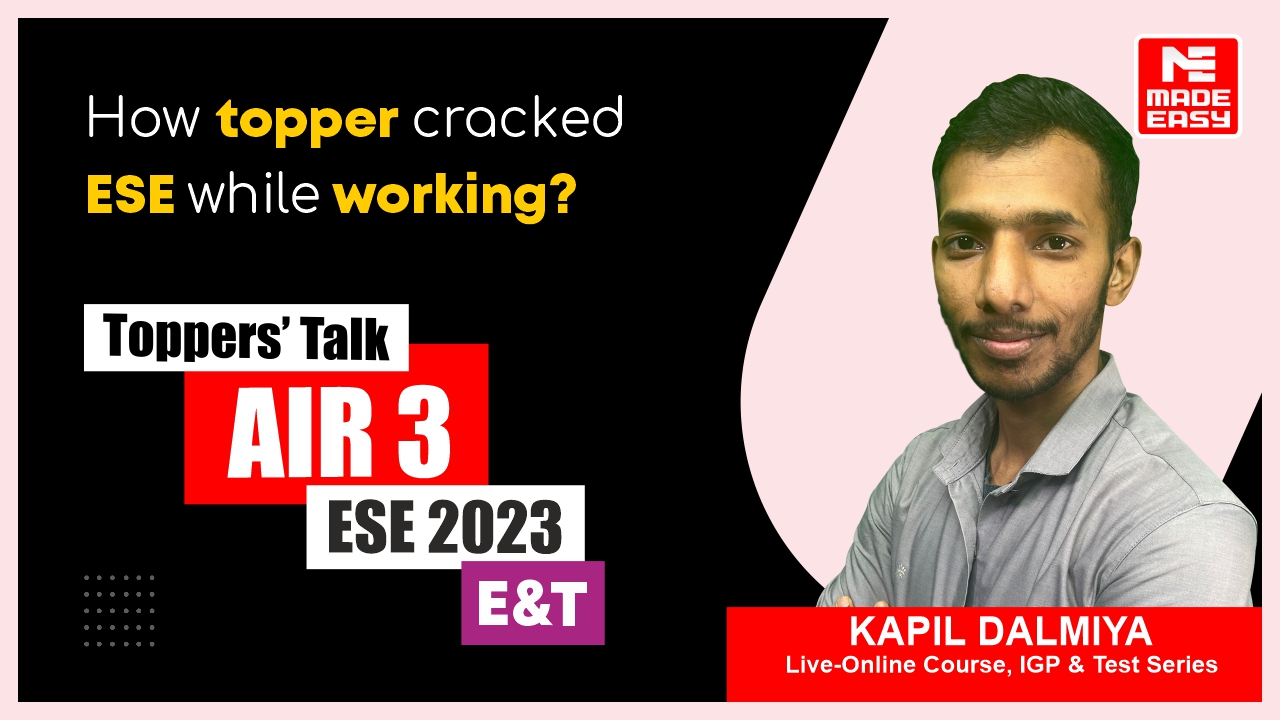 How topper cracked
ESE while working?
Toppers' Talk
AIR 3
ESE 2023
E&T
ME
MADE
EASY
KAPIL DALMIYA
Live-Online Course, IGP & Test Series